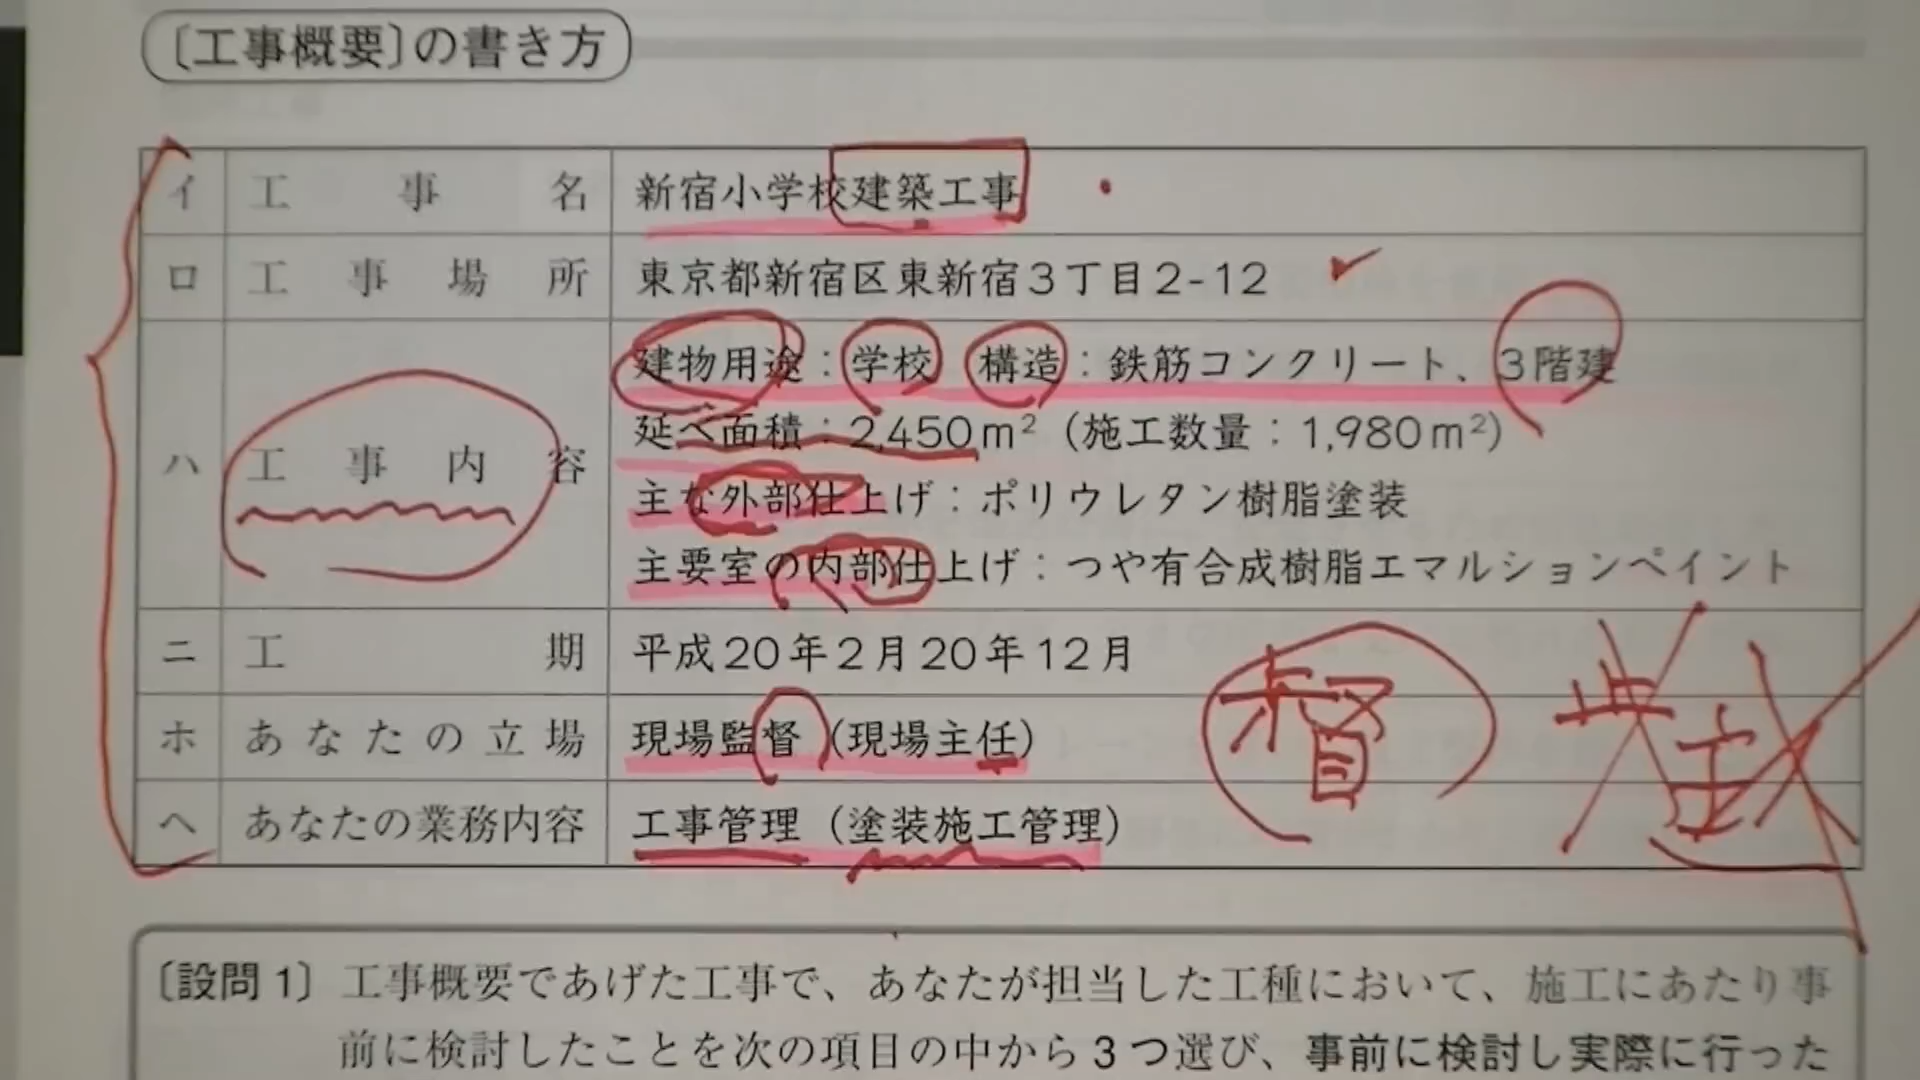 〔工事概要〕の書き方
イ 工事名 新宿小学校建築工事
ロ 工事場所 東京都新宿区東新宿3丁目2-12
ハ 工事内容 建物用途：学校 構造：鉄筋コンクリート、3階建
延べ面積：2,450m²（施工数量：1,980m²）
主な外部仕上げ：ポリウレタン樹脂塗装
主要室の内部仕上げ：つや有合成樹脂エマルションペイント
ニ 工期 平成20年2月20年12月
ホ あなたの立場 現場監督（現場主任）
督
ヘ あなたの業務内容 工事管理（塗装施工管理）
〔設問1〕工事概要であげた工事で、あなたが担当した工種において、施工にあたり事
前に検討したことを次の項目の中から3つ選び、事前に検討し実際に行った